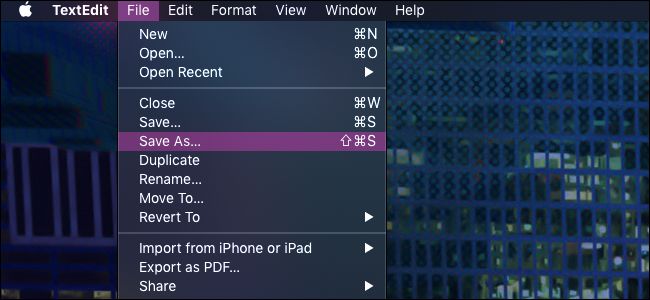 TextEdit File Edit Format View Window Help
New ⌘N
Open... ⌘O
Open Recent
Close ⌘W
Save... ⌘S
Save As... ⇧⌘S
Duplicate
Rename...
Move To...
Revert To
Import from iPhone or iPad
Export as PDF...
Share